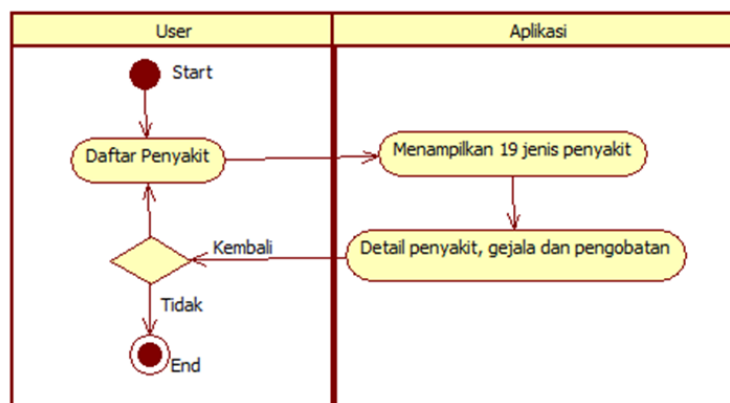 User
Aplikasi
Start
Daftar Penyakit
Menampilkan 19 jenis penyakit
Kembali
Detail penyakit, gejala dan pengobatan
Tidak
End